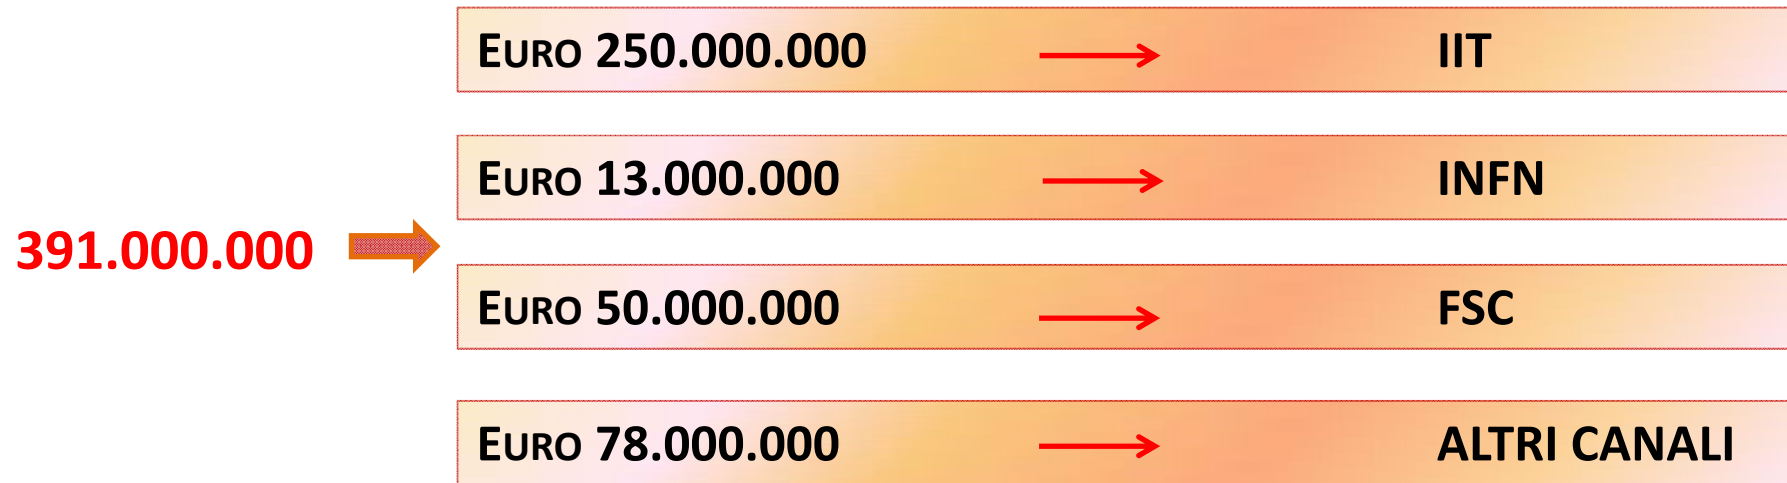 EURO 250.000.000 IIT
EURO 13.000.000 INFN
391.000.000
EURO 50.000.000 FSC
EURO 78.000.000 ALTRI CANALI